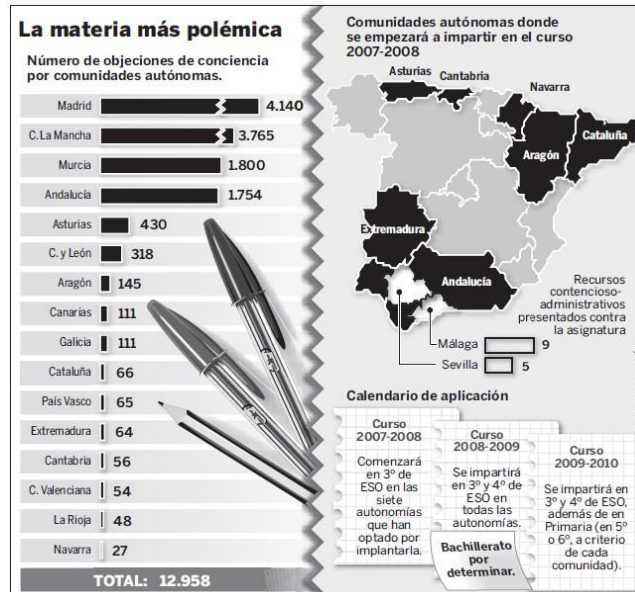 La materia más polémica
Número de objeciones de conciencia
por comunidades autónomas.
Madrid 4.140
C. La Mancha 3.765
Murcia 1.800
Andalucía 1.754
Asturias 430
C. y León 318
Aragón 145
Canarias 111
Galicia 111
Cataluña 66
País Vasco 65
Extremadura 64
Cantabria 56
C. Valenciana 54
La Rioja 48
Navarra 27
TOTAL: 12.958
Comunidades autónomas donde
se empezará a impartir en el curso
2007-2008
Asturias
Cantabria
Navarra
Cataluña
Aragón
Extremadura
Andalucía
Recursos
contencioso-
administrativos
presentados contra
la asignatura
Málaga 9
Sevilla 5
Calendario de aplicación
Curso
2007-2008
Comenzará
en 3º de
ESO en las
siete
autonomías
que han
optado por
implantarla.
Curso
2008-2009
Se impartirá
en 3º y 4º de
ESO en
todas las
autonomías.
Bachillerato
por
determinar.
Curso
2009-2010
Se impartirá en
3º y 4º de ESO,
además de en
Primaria (en 5º
o 6º, a criterio
de cada
comunidad).